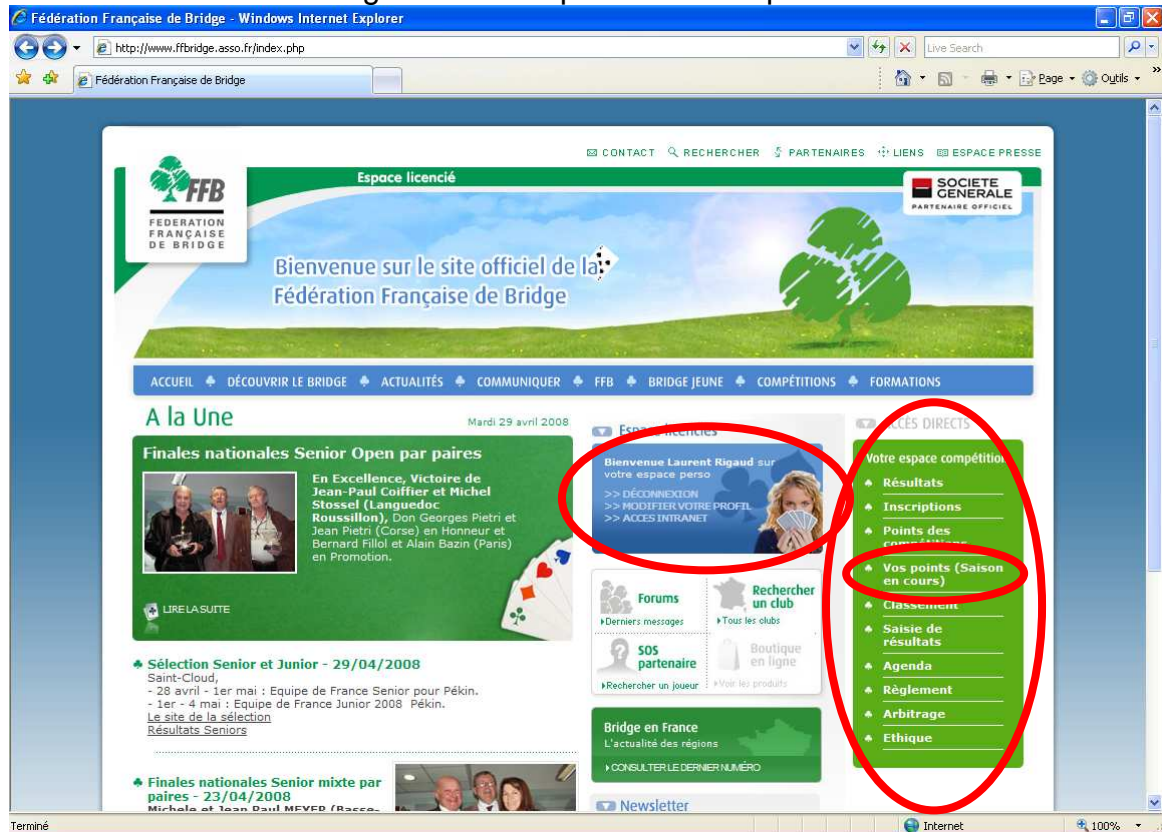 Fédération Française de Bridge - Windows Internet Explorer
http://www.ffbridge.asso.fr/index.php
Live Search
Fédération Française de Bridge
Page
Outils
CONTACT RECHERCHER PARTENAIRES LIENS ESPACE PRESSE
FFB
FEDERATION
FRANÇAISE
DE BRIDGE
Espace licencié
SOCIETE
GENERALE
PARTENAIRE OFFICIEL
Bienvenue sur le site officiel de la
Fédération Française de Bridge
ACCUEIL DÉCOUVRIR LE BRIDGE ACTUALITÉS COMMUNIQUER FFB BRIDGE JEUNE COMPÉTITIONS FORMATIONS
A la Une
Mardi 29 avril 2008
Finales nationales Senior Open par paires
En Excellence, Victoire de
Jean-Paul Coiffier et Michel
Stossel (Languedoc
Roussillon), Don Georges Pietri et
Jean Pietri (Corse) en Honneur et
Bernard Fillol et Alain Bazin (Paris)
en Promotion.
LIRE LA SUITE
Sélection Senior et Junior - 29/04/2008
Saint-Cloud,
- 28 avril - 1er mai : Equipe de France Senior pour Pékin.
- 1er - 4 mai : Equipe de France Junior 2008 Pékin.
Le site de la sélection
Résultats Seniors
Finales nationales Senior mixte par
paires - 23/04/2008
Michele et Jean Paul MEYER (Basse-
Espace licenciés
Bienvenue Laurent Rigaud sur
votre espace perso
>> DÉCONNEXION
>> MODIFIER VOTRE PROFIL
>> ACCES INTRANET
Forums
Derniers messages
Rechercher
un club
Tous les clubs
SOS
partenaire
Rechercher un joueur
Boutique
en ligne
Voir les produits
Bridge en France
L'actualité des régions
CONSULTER LE DERNIER NUMÉRO
Newsletter
ACCÈS DIRECTS
Votre espace compétition
Résultats
Inscriptions
Points des
compétitions
Vos points (Saison
en cours)
Classement
Saisie de
résultats
Agenda
Règlement
Arbitrage
Ethique
Terminé
Internet
100%